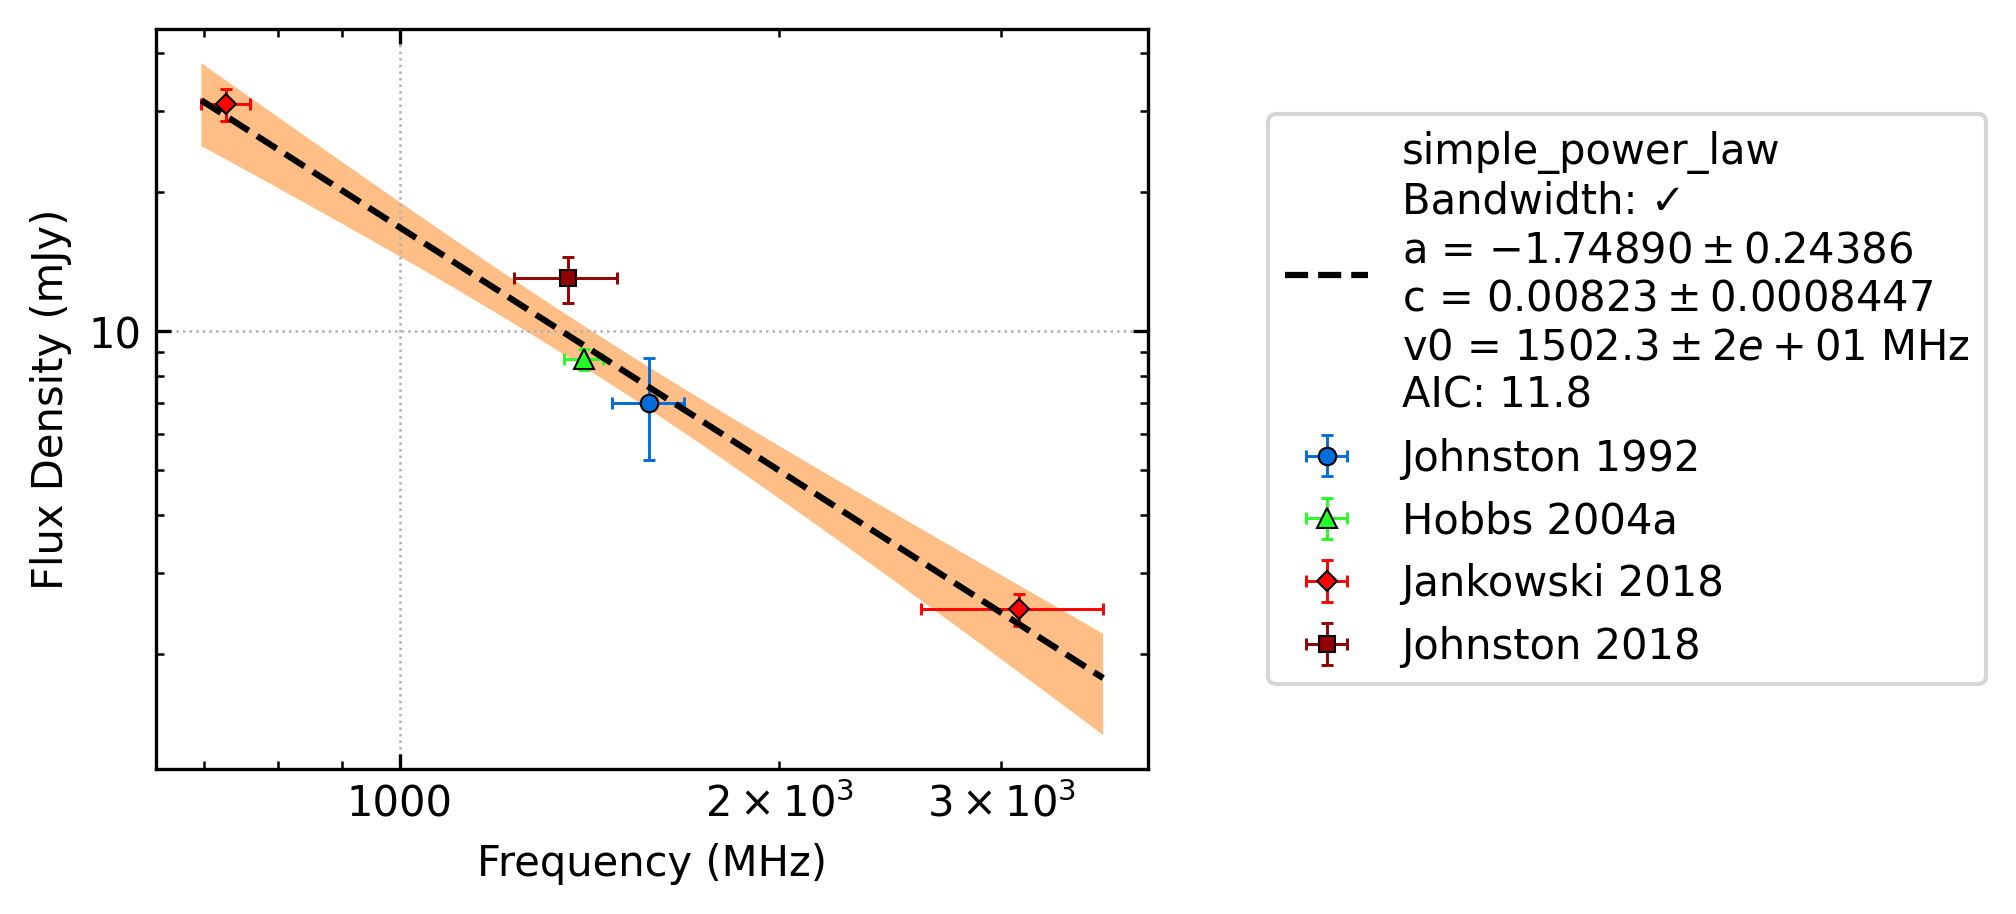 Flux Density (mJy)
10
1000
2 × 10³
3 × 10³
Frequency (MHz)
simple_power_law
Bandwidth: ✓
a = −1.74890 ± 0.24386
c = 0.00823 ± 0.0008447
v0 = 1502.3 ± 2e + 01 MHz
AIC: 11.8
Johnston 1992
Hobbs 2004a
Jankowski 2018
Johnston 2018